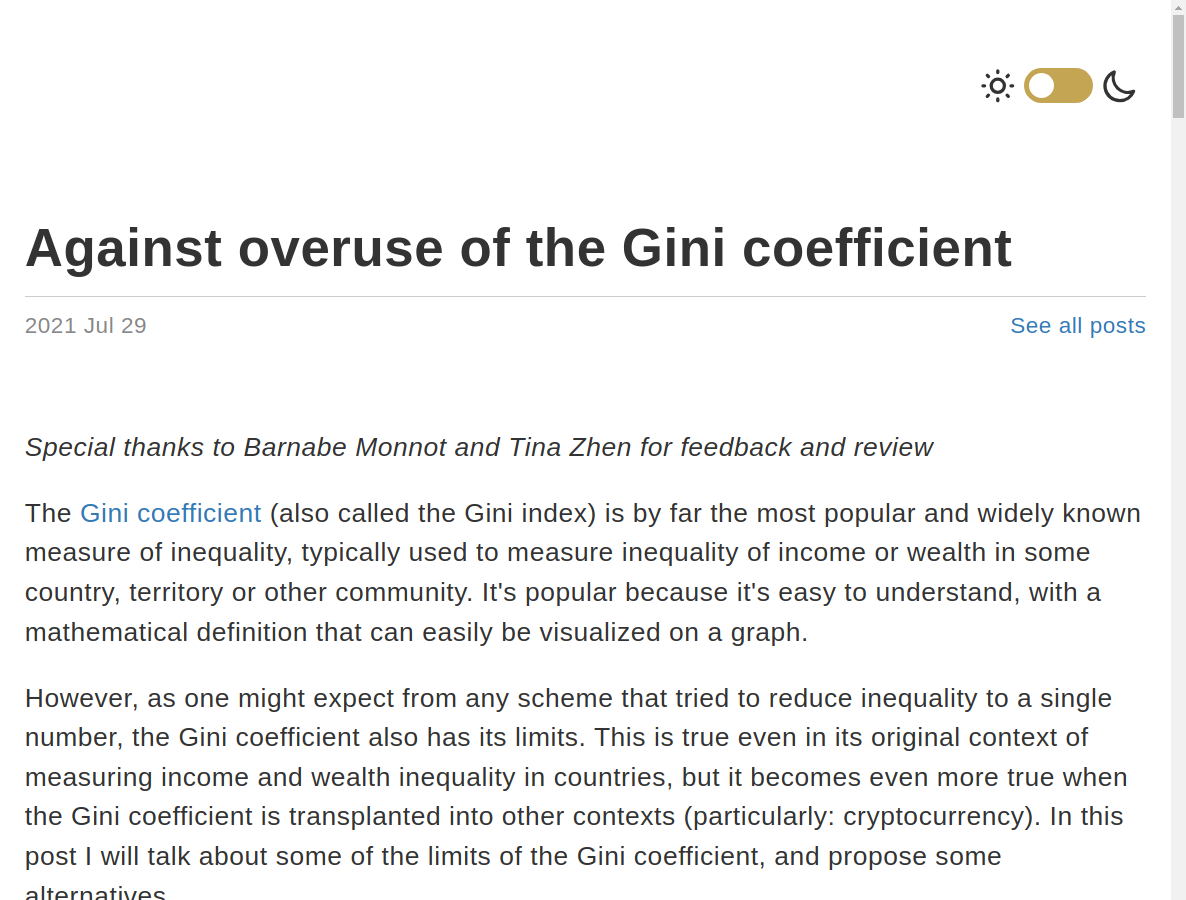 Against overuse of the Gini coefficient
2021 Jul 29
See all posts
Special thanks to Barnabe Monnot and Tina Zhen for feedback and review
The Gini coefficient (also called the Gini index) is by far the most popular and widely known
measure of inequality, typically used to measure inequality of income or wealth in some
country, territory or other community. It's popular because it's easy to understand, with a
mathematical definition that can easily be visualized on a graph.
However, as one might expect from any scheme that tried to reduce inequality to a single
number, the Gini coefficient also has its limits. This is true even in its original context of
measuring income and wealth inequality in countries, but it becomes even more true when
the Gini coefficient is transplanted into other contexts (particularly: cryptocurrency). In this
post I will talk about some of the limits of the Gini coefficient, and propose some
alternatives.